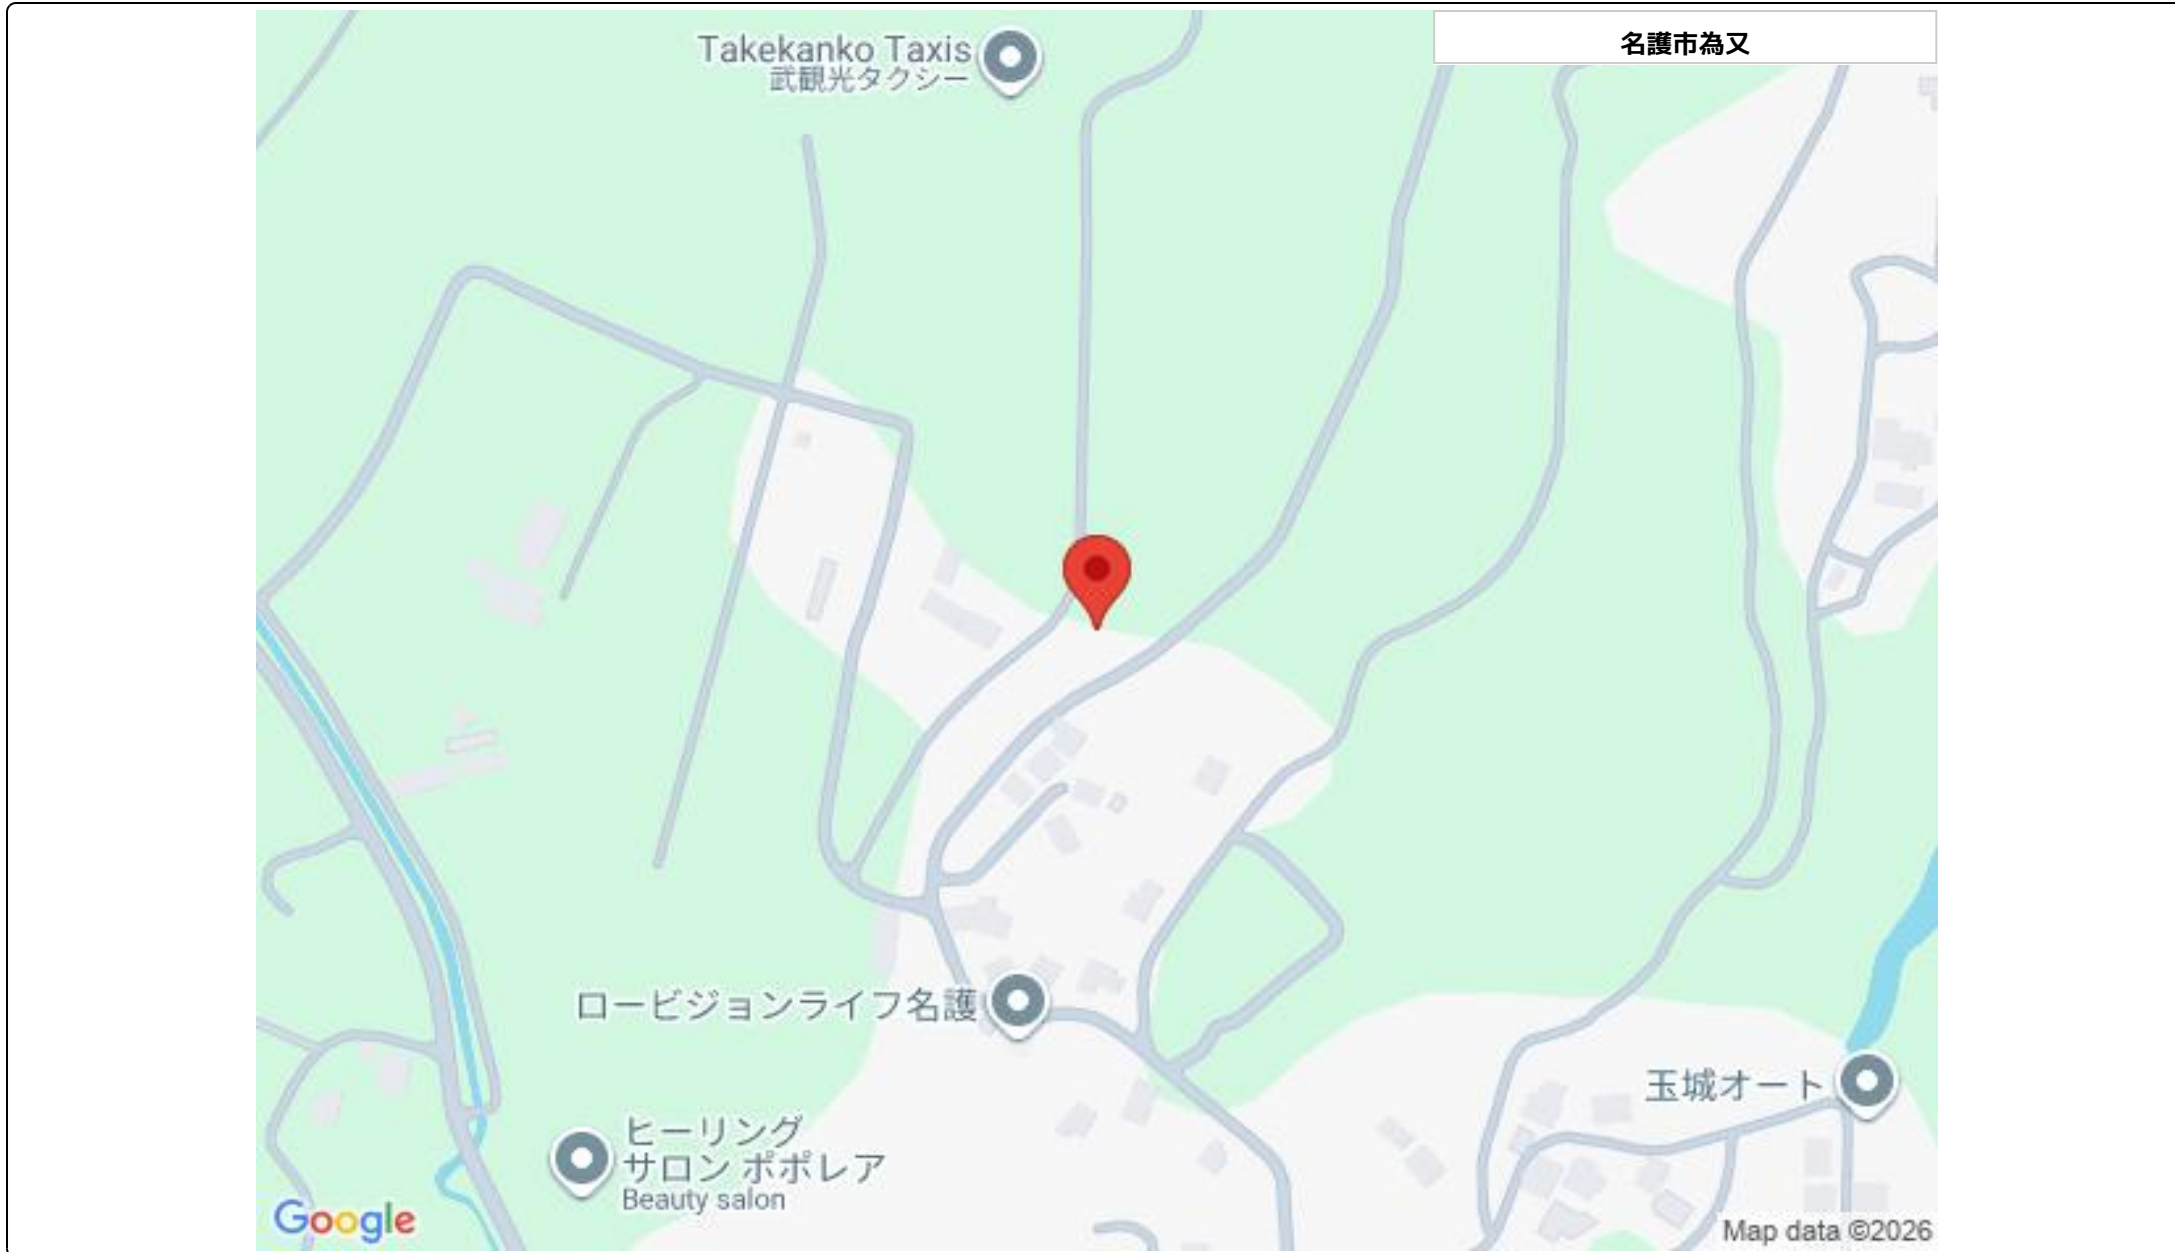 Takekanko Taxis
武観光タクシー
名護市為又
ロービジョンライフ名護
玉城オート
ヒーリング
サロン ポポレア
Beauty salon
Google
Map data ©2026